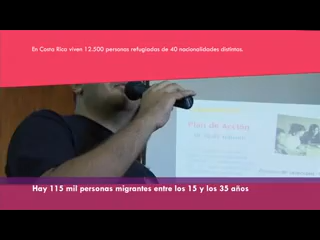 En Costa Rica viven 12.500 personas refugiadas de 40 nacionalidades distintas.
Plan de Acción
Hay 115 mil personas migrantes entre los 15 y los 35 años